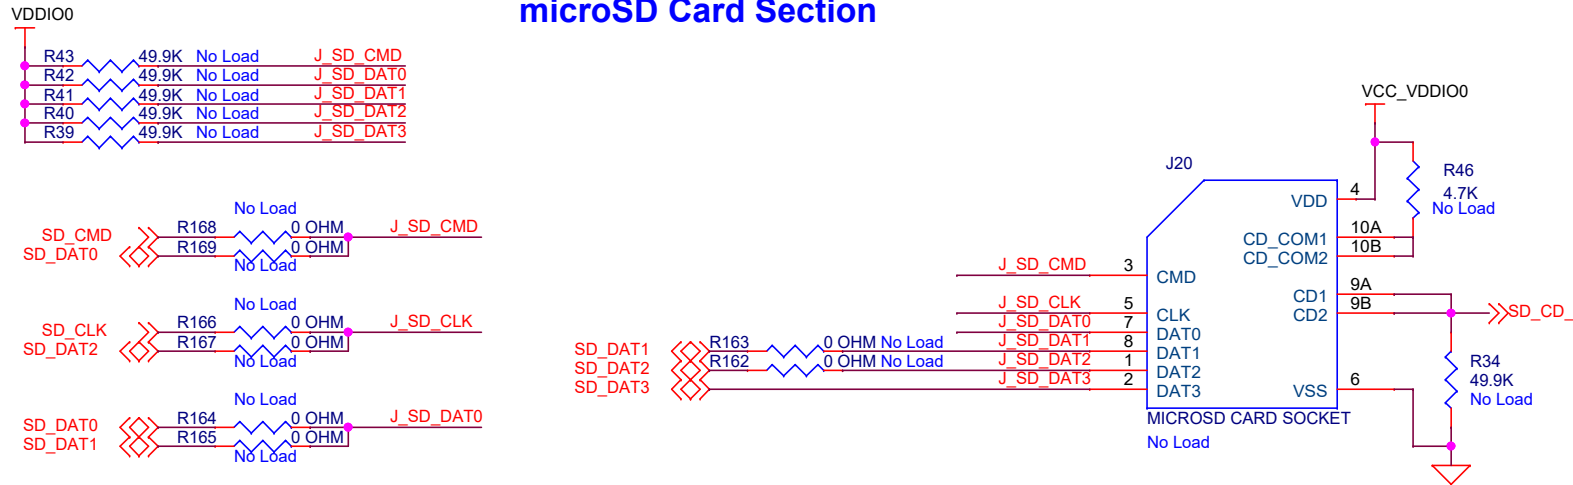 microSD Card Section
VDDIO0
R43 49.9K No Load J_SD_CMD
R42 49.9K No Load J_SD_DAT0
R41 49.9K No Load J_SD_DAT1
R40 49.9K No Load J_SD_DAT2
R39 49.9K No Load J_SD_DAT3
No Load
SD_CMD R168 0 OHM J_SD_CMD
SD_DAT0 R169 0 OHM
No Load
No Load
SD_CLK R166 0 OHM J_SD_CLK
SD_DAT2 R167 0 OHM
No Load
No Load
SD_DAT0 R164 0 OHM J_SD_DAT0
SD_DAT1 R165 0 OHM
No Load
VCC_VDDIO0
J20
R46
4.7K
No Load
VDD 4
CD_COM1 10A
CD_COM2 10B
J_SD_CMD 3 CMD
CD1 9A
CD2 9B
SD_CD_
J_SD_CLK 5 CLK
J_SD_DAT0 7 DAT0
SD_DAT1 R163 0 OHM No Load J_SD_DAT1 8 DAT1
SD_DAT2 R162 0 OHM No Load J_SD_DAT2 1 DAT2
SD_DAT3 J_SD_DAT3 2 DAT3
VSS 6
R34
49.9K
No Load
MICROSD CARD SOCKET
No Load